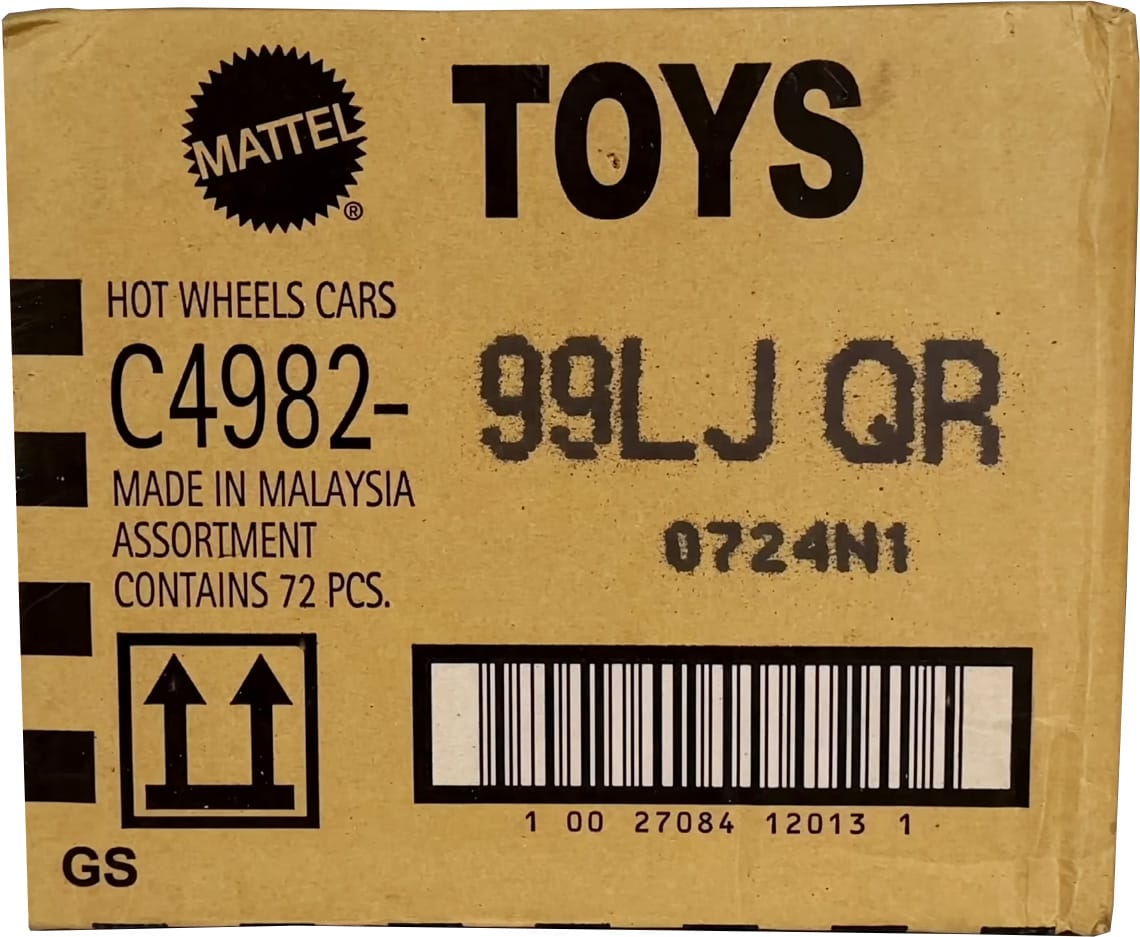 MATTEL
®
TOYS
HOT WHEELS CARS
C4982- 99LJ QR
MADE IN MALAYSIA
0724N1
ASSORTMENT
CONTAINS 72 PCS.
1 00 27084 12013 1
GS